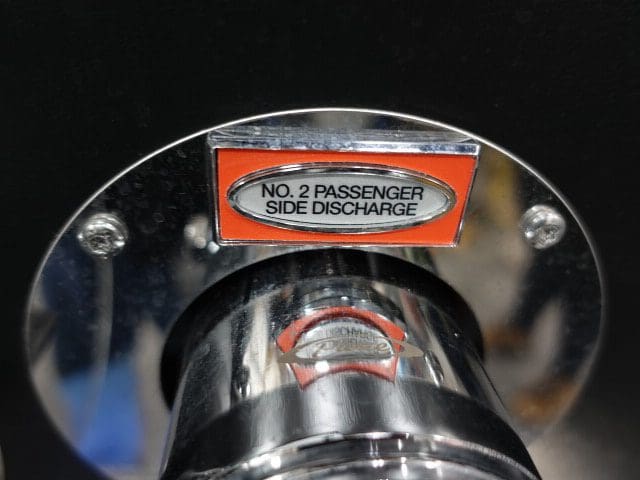 NO. 2 PASSENGER
SIDE DISCHARGE